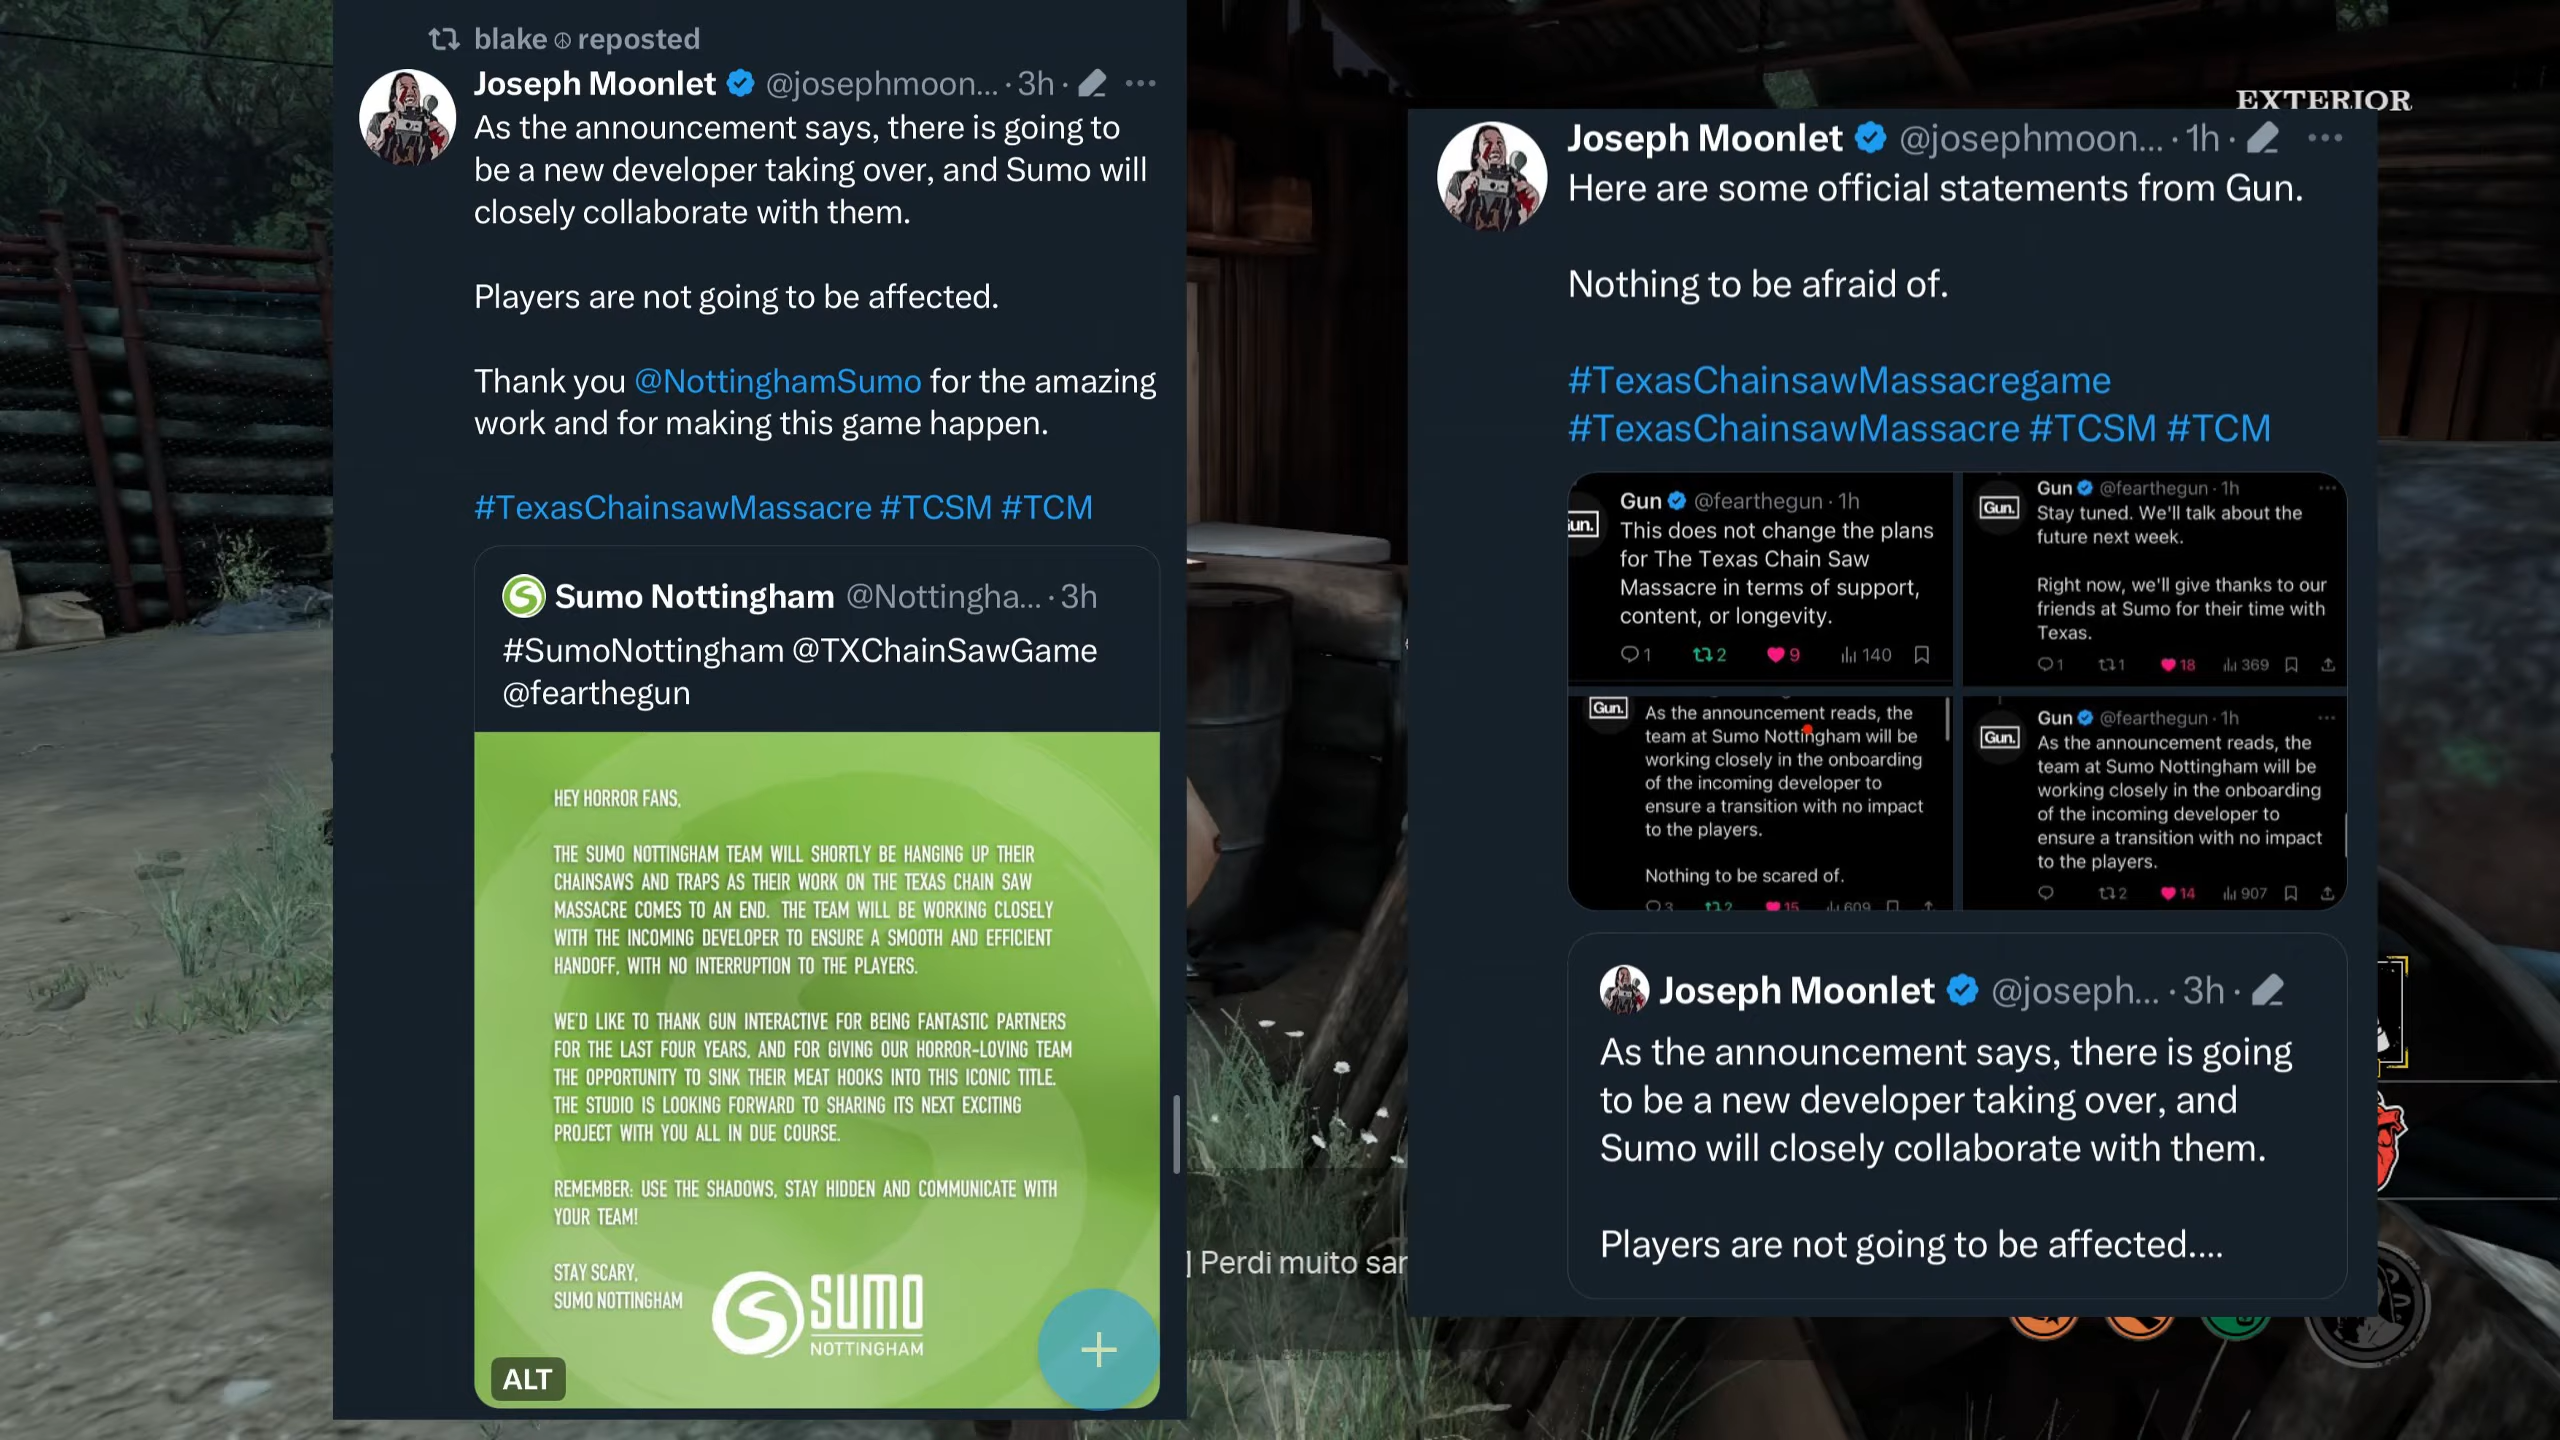 blake ☮ reposted
Joseph Moonlet @josephmoon... · 3h ·
As the announcement says, there is going to
be a new developer taking over, and Sumo will
closely collaborate with them.
Players are not going to be affected.
Thank you @NottinghamSumo for the amazing
work and for making this game happen.
#TexasChainsawMassacre #TCSM #TCM
Sumo Nottingham @Nottingha... · 3h
#SumoNottingham @TXChainSawGame
@fearthegun
HEY HORROR FANS,
THE SUMO NOTTINGHAM TEAM WILL SHORTLY BE HANGING UP THEIR
CHAINSAWS AND TRAPS AS THEIR WORK ON THE TEXAS CHAIN SAW
MASSACRE COMES TO AN END. THE TEAM WILL BE WORKING CLOSELY
WITH THE INCOMING DEVELOPER TO ENSURE A SMOOTH AND EFFICIENT
HANDOFF, WITH NO INTERRUPTION TO THE PLAYERS.
WE'D LIKE TO THANK GUN INTERACTIVE FOR BEING FANTASTIC PARTNERS
FOR THE LAST FOUR YEARS, AND FOR GIVING OUR HORROR-LOVING TEAM
THE OPPORTUNITY TO SINK THEIR MEAT HOOKS INTO THIS ICONIC TITLE.
THE STUDIO IS LOOKING FORWARD TO SHARING ITS NEXT EXCITING
PROJECT WITH YOU ALL IN DUE COURSE.
REMEMBER: USE THE SHADOWS, STAY HIDDEN AND COMMUNICATE WITH
YOUR TEAM!
STAY SCARY,
SUMO NOTTINGHAM
SUMO
NOTTINGHAM
ALT
] Perdi muito sar
EXTERIOR
Joseph Moonlet @josephmoon... · 1h ·
Here are some official statements from Gun.
Nothing to be afraid of.
#TexasChainsawMassacregame
#TexasChainsawMassacre #TCSM #TCM
Gun @fearthegun · 1h
un.
This does not change the plans
for The Texas Chain Saw
Massacre in terms of support,
content, or longevity.
1 2 9 140
Gun @fearthegun · 1h
Gun.
Stay tuned. We'll talk about the
future next week.
Right now, we'll give thanks to our
friends at Sumo for their time with
Texas.
1 1 18 369
Gun.
As the announcement reads, the
team at Sumo Nottingham will be
working closely in the onboarding
of the incoming developer to
ensure a transition with no impact
to the players.
Nothing to be scared of.
3 2 15 609
Gun @fearthegun · 1h
Gun.
As the announcement reads, the
team at Sumo Nottingham will be
working closely in the onboarding
of the incoming developer to
ensure a transition with no impact
to the players.
2 14 907
Joseph Moonlet @joseph... · 3h ·
As the announcement says, there is going
to be a new developer taking over, and
Sumo will closely collaborate with them.
Players are not going to be affected....